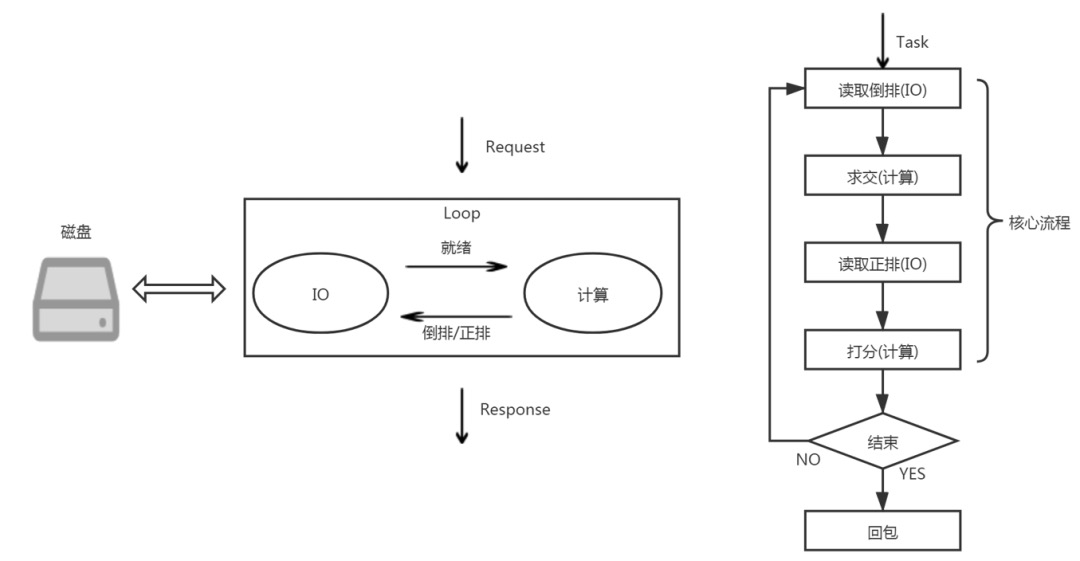 磁盘
Request
Loop
就绪
IO
计算
倒排/正排
Response
Task
读取倒排(IO)
求交(计算)
读取正排(IO)
打分(计算)
核心流程
结束
NO
YES
回包